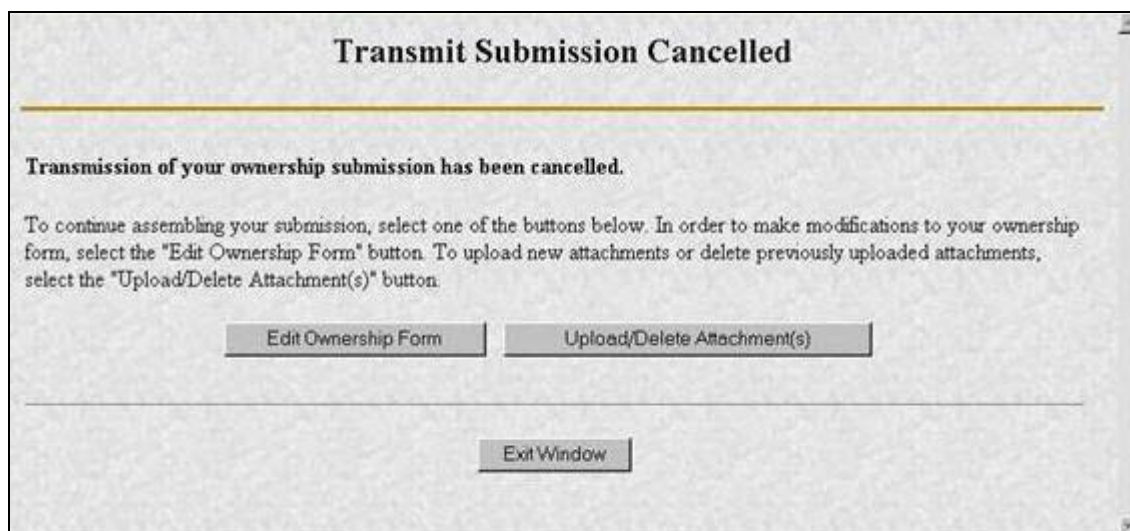 Transmit Submission Cancelled
Transmission of your ownership submission has been cancelled.
To continue assembling your submission, select one of the buttons below. In order to make modifications to your ownership
form, select the "Edit Ownership Form" button. To upload new attachments or delete previously uploaded attachments,
select the "Upload/Delete Attachment(s)" button.
Edit Ownership Form Upload/Delete Attachment(s)
Exit Window